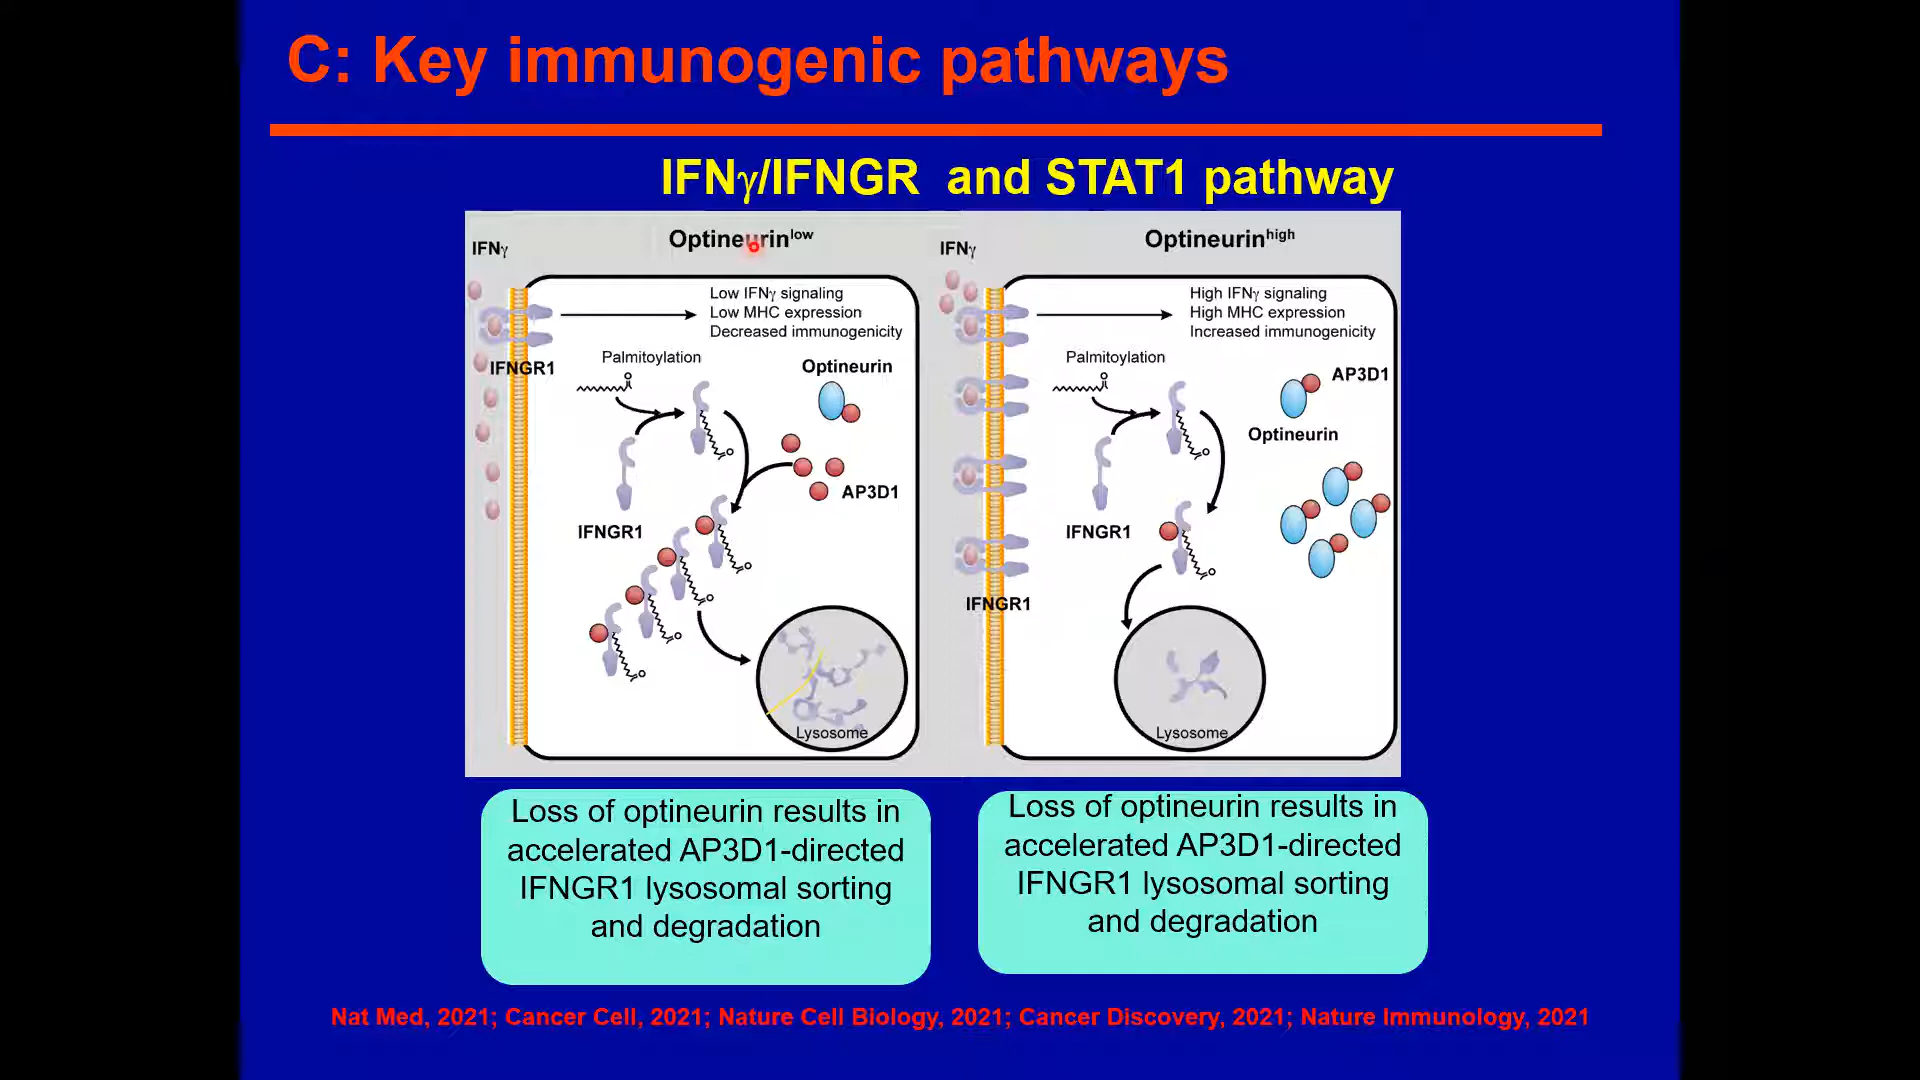 C: Key immunogenic pathways
IFNγ/IFNGR and STAT1 pathway
IFNγ
Optineurinlow
Low IFNγ signaling
Low MHC expression
Decreased immunogenicity
Palmitoylation
IFNGR1
Optineurin
AP3D1
IFNGR1
Lysosome
IFNγ
Optineurinhigh
High IFNγ signaling
High MHC expression
Increased immunogenicity
Palmitoylation
AP3D1
Optineurin
IFNGR1
IFNGR1
Lysosome
Loss of optineurin results in
accelerated AP3D1-directed
IFNGR1 lysosomal sorting
and degradation
Loss of optineurin results in
accelerated AP3D1-directed
IFNGR1 lysosomal sorting
and degradation
Nat Med, 2021; Cancer Cell, 2021; Nature Cell Biology, 2021; Cancer Discovery, 2021; Nature Immunology, 2021